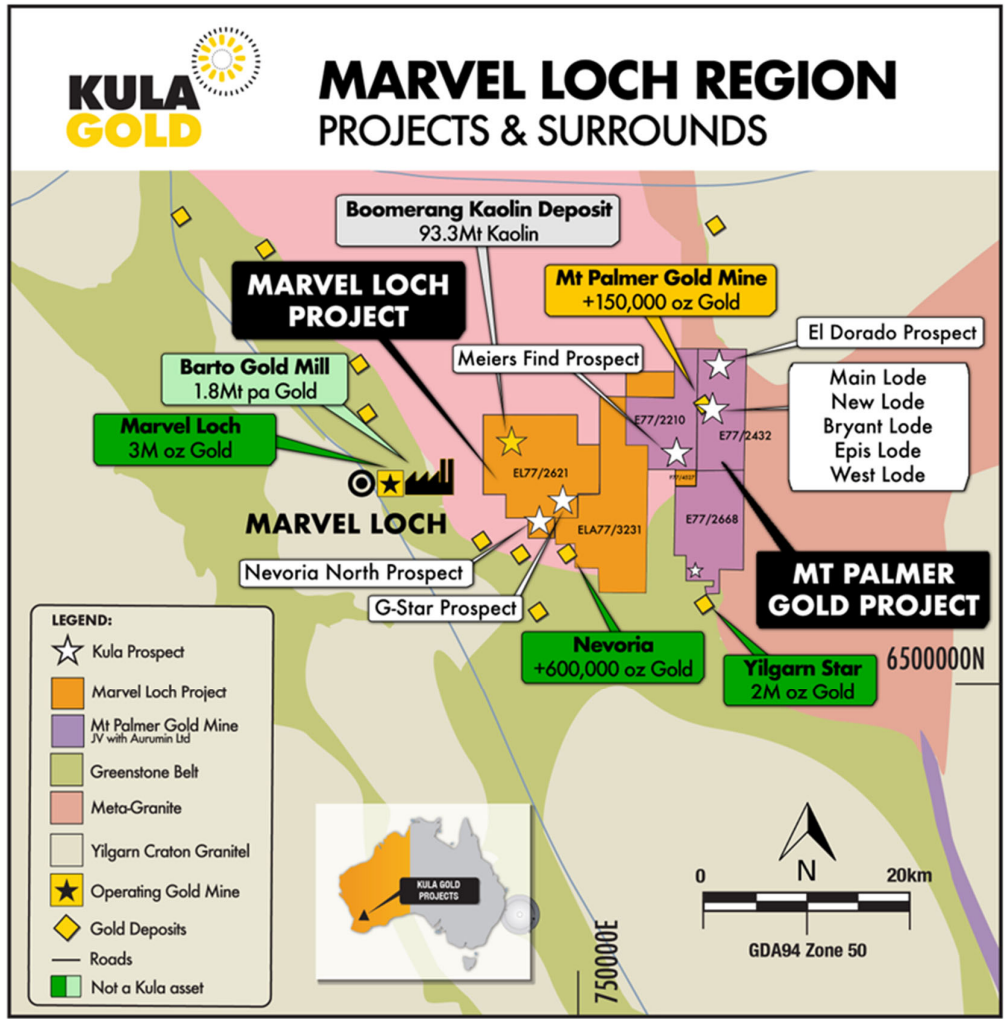 KULA
GOLD
MARVEL LOCH REGION
PROJECTS & SURROUNDS
Boomerang Kaolin Deposit
93.3Mt Kaolin
MARVEL LOCH
PROJECT
Mt Palmer Gold Mine
+150,000 oz Gold
El Dorado Prospect
Meiers Find Prospect
Barto Gold Mill
1.8Mt pa Gold
Main Lode
New Lode
Bryant Lode
Epis Lode
West Lode
Marvel Loch
3M oz Gold
E77/2210
E77/2432
EL77/2621
E77/2668
ELA77/3231
MARVEL LOCH
Nevoria North Prospect
G-Star Prospect
MT PALMER
GOLD PROJECT
Nevoria
+600,000 oz Gold
Yilgarn Star
2M oz Gold
6500000N
LEGEND:
Kula Prospect
Marvel Loch Project
Mt Palmer Gold Mine
JV with Aurumin Ltd
Greenstone Belt
Meta-Granite
Yilgarn Craton Granitel
Operating Gold Mine
Gold Deposits
Roads
Not a Kula asset
KULA GOLD
PROJECTS
750000E
N
0 20km
GDA94 Zone 50